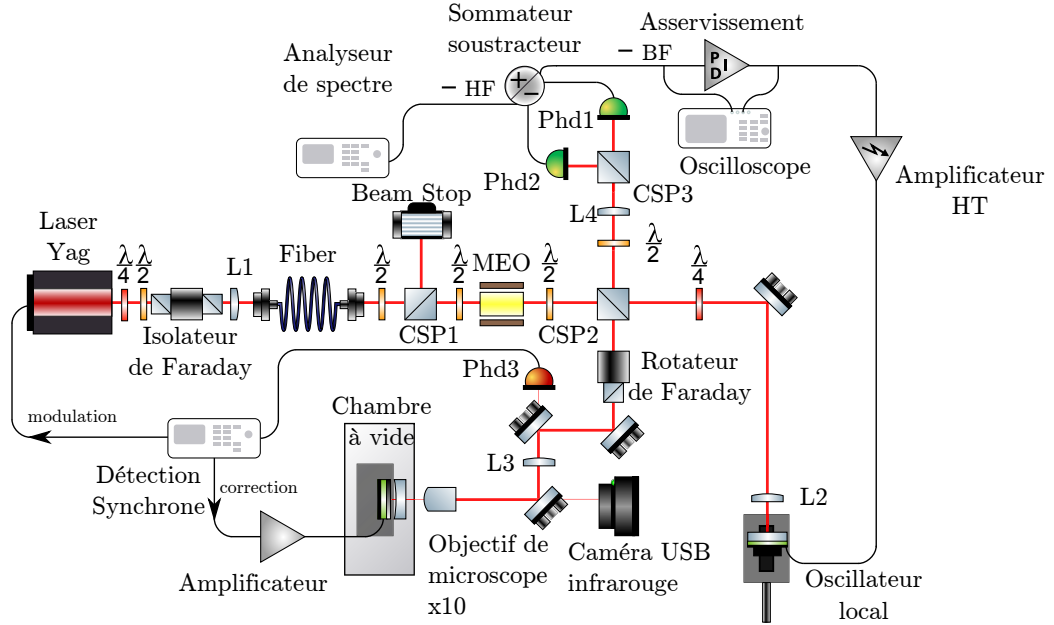 Sommateur
soustracteur
Asservissement
− BF
P I
D
Analyseur
de spectre
− HF
+ −
Phd1
Phd2
Oscilloscope
CSP3
Amplificateur
HT
Beam Stop
L4
λ
2
Laser
Yag
λ
4
λ
2
L1
Fiber
λ
2
λ
2
MEO
λ
2
λ
4
CSP1
CSP2
Isolateur
de Faraday
Rotateur
de Faraday
Phd3
modulation
Chambre
à vide
L3
L2
Détection
Synchrone
correction
Amplificateur
Objectif de
microscope
x10
Caméra USB
infrarouge
Oscillateur
local